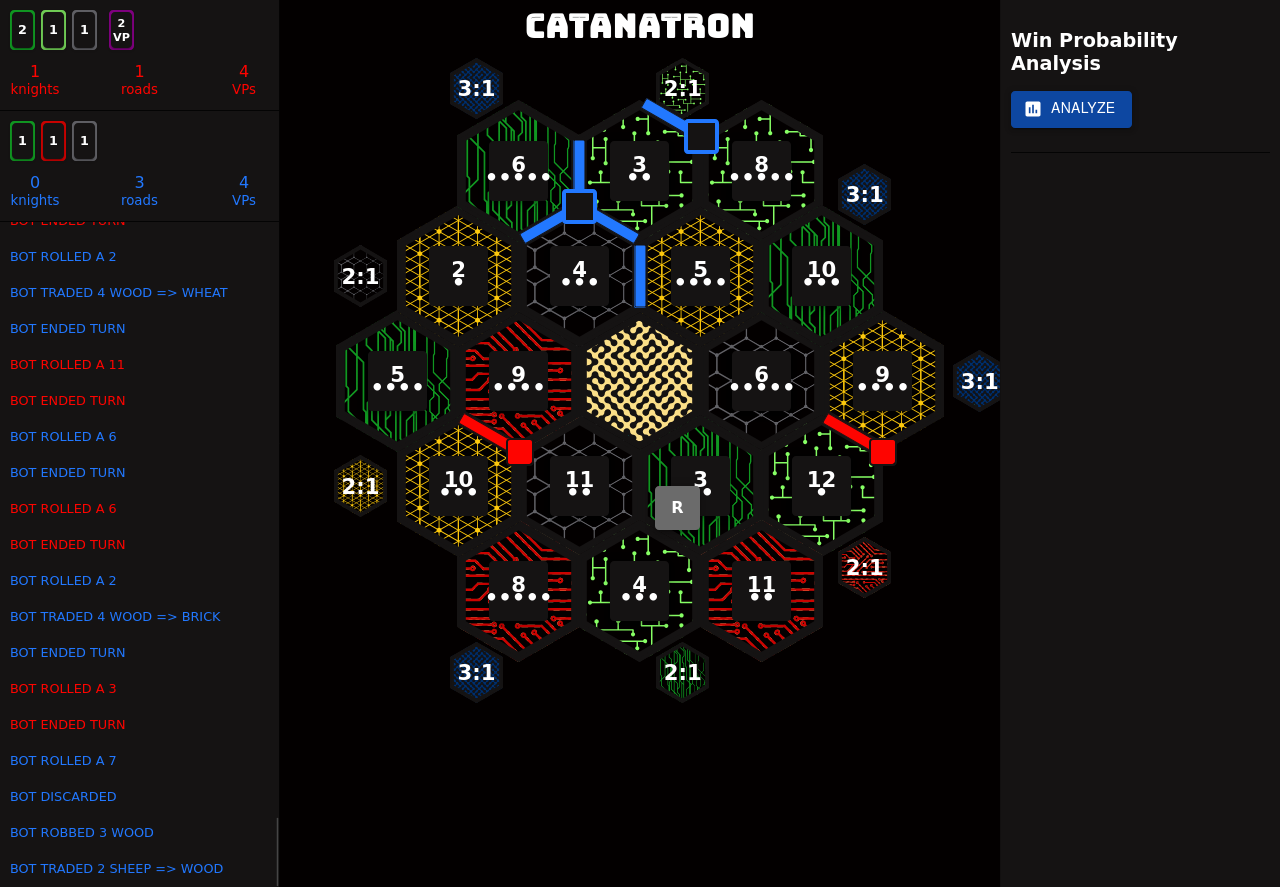 CATANATRON
2
1
1
2
VP
1
1
4
knights
roads
VPs
1
1
1
0
3
4
knights
roads
VPs
BOT ENDED TURN
BOT ROLLED A 2
BOT TRADED 4 WOOD => WHEAT
BOT ENDED TURN
BOT ROLLED A 11
BOT ENDED TURN
BOT ROLLED A 6
BOT ENDED TURN
BOT ROLLED A 6
BOT ENDED TURN
BOT ROLLED A 2
BOT TRADED 4 WOOD => BRICK
BOT ENDED TURN
BOT ROLLED A 3
BOT ENDED TURN
BOT ROLLED A 7
BOT DISCARDED
BOT ROBBED 3 WOOD
BOT TRADED 2 SHEEP => WOOD
3:1
2:1
6
3
8
3:1
2:1
2
4
5
10
5
9
6
9
3:1
2:1
10
11
3
12
R
8
4
11
2:1
3:1
2:1
Win Probability
Analysis
ANALYZE